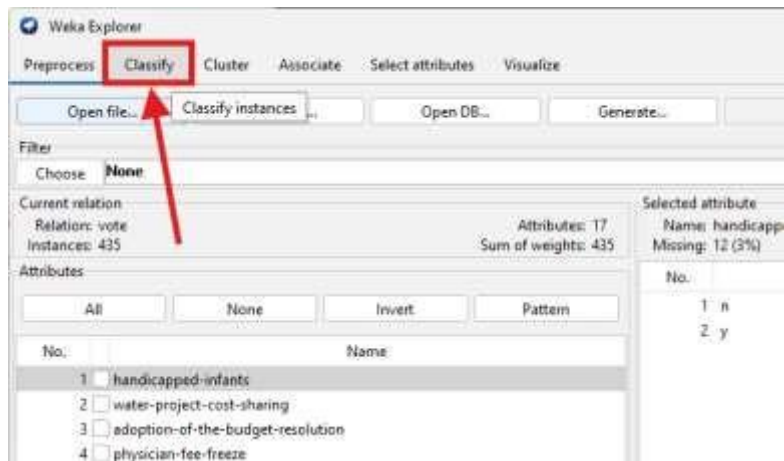 Weka Explorer
Preprocess Classify Cluster Associate Select attributes Visualize
Open file... Classify instances ... Open DB... Generate...
Filter
Choose None
Current relation
Relation: vote Attributes: 17
Instances: 435 Sum of weights: 435
Selected attribute
Name: handicapp
Missing: 12 (3%)
Attributes
All None Invert Pattern
No. Name
1 handicapped-infants
2 water-project-cost-sharing
3 adoption-of-the-budget-resolution
4 physician-fee-freeze
No.
1 n
2 y